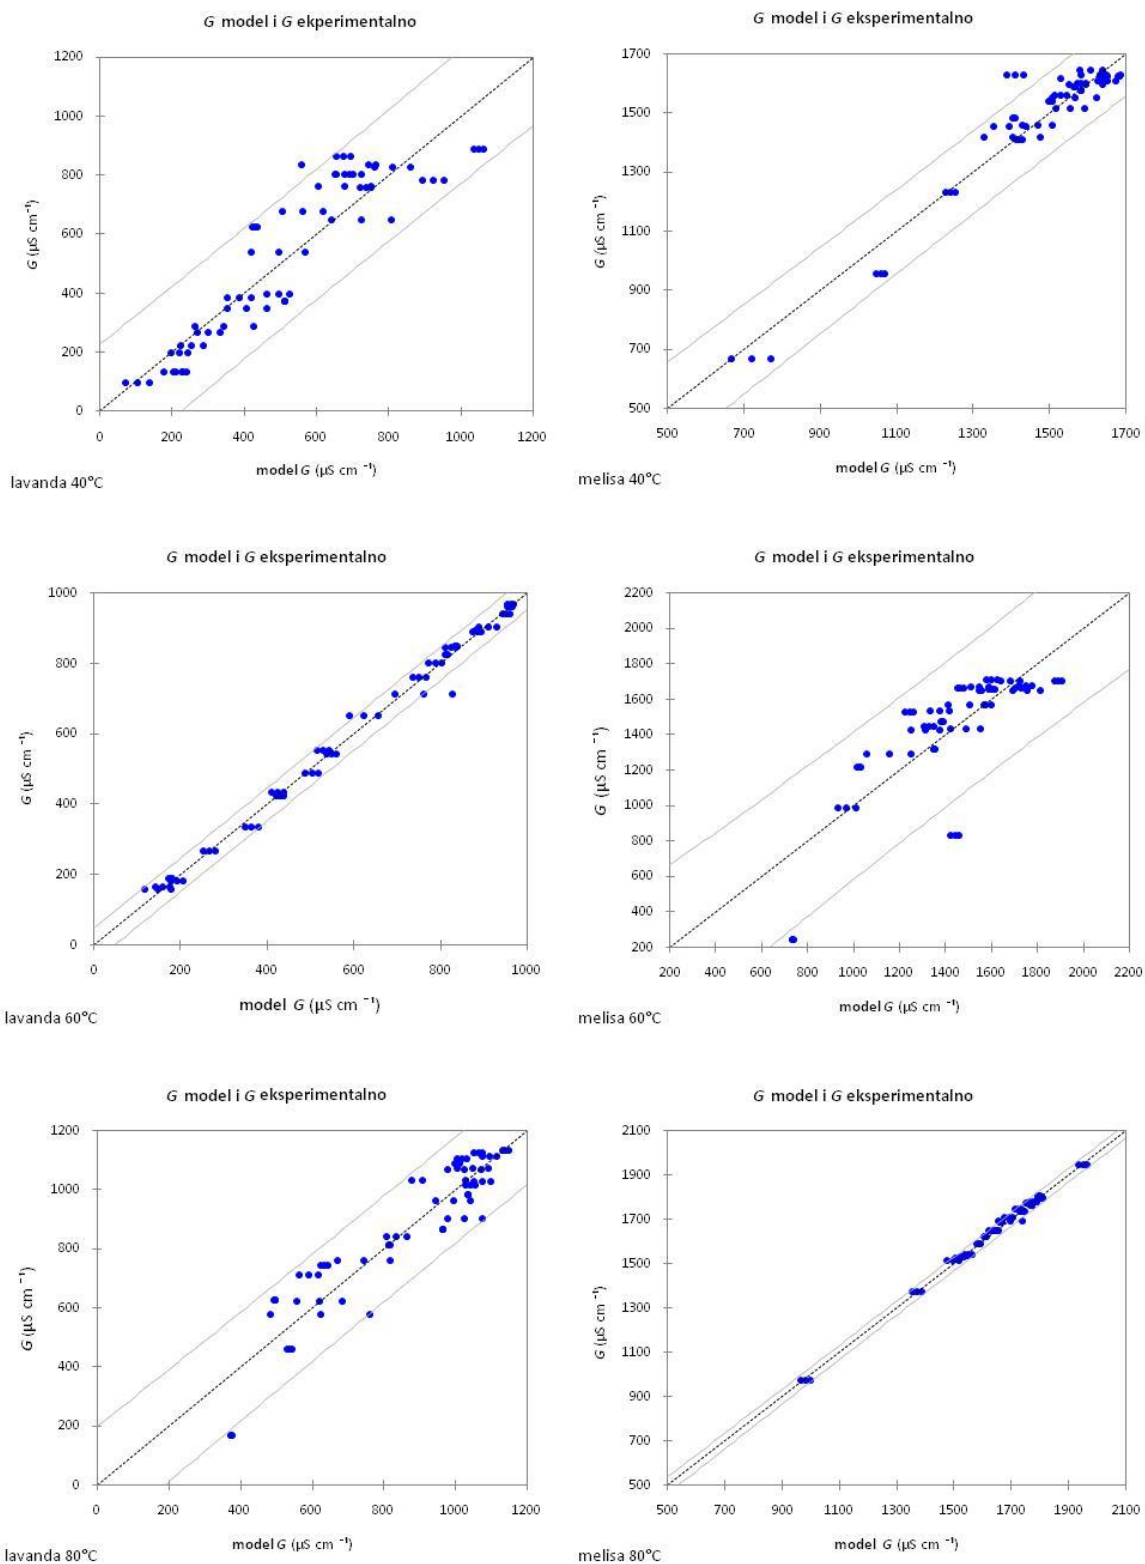 G model i G ekperimentalno
1200
1000
800
600
400
200
0
G (µS cm ⁻¹)
0 200 400 600 800 1000 1200
model G (µS cm ⁻¹)
lavanda 40°C
G model i G eksperimentalno
1700
1500
1300
1100
900
700
500
G (µS cm ⁻¹)
500 700 900 1100 1300 1500 1700
model G (µS cm ⁻¹)
melisa 40°C
G model i G eksperimentalno
1000
800
600
400
200
0
G (µS cm ⁻¹)
0 200 400 600 800 1000
model G (µS cm ⁻¹)
lavanda 60°C
G model i G eksperimentalno
2200
2000
1800
1600
1400
1200
1000
800
600
400
200
G (µS cm ⁻¹)
200 400 600 800 1000 1200 1400 1600 1800 2000 2200
model G (µS cm ⁻¹)
melisa 60°C
G model i G eksperimentalno
1200
1000
800
600
400
200
0
G (µS cm ⁻¹)
0 200 400 600 800 1000 1200
model G (µS cm ⁻¹)
lavanda 80°C
G model i G eksperimentalno
2100
1900
1700
1500
1300
1100
900
700
500
G (µS cm ⁻¹)
500 700 900 1100 1300 1500 1700 1900 2100
model G (µS cm ⁻¹)
melisa 80°C